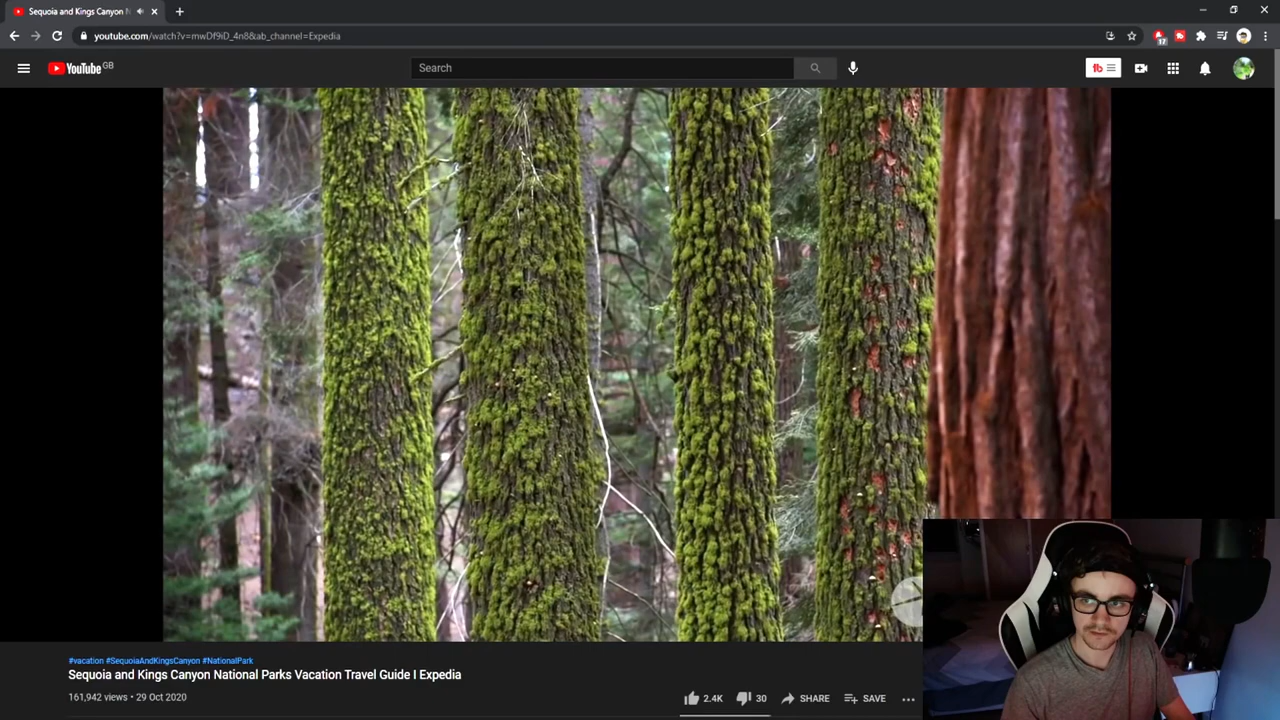 Sequoia and Kings Canyon N
youtube.com/watch?v=mwDf9iD_4n8&ab_channel=Expedia
17
YouTube GB
Search
#vacation #SequoiaAndKingsCanyon #NationalPark
Sequoia and Kings Canyon National Parks Vacation Travel Guide I Expedia
161,942 views • 29 Oct 2020
2.4K
30
SHARE
SAVE